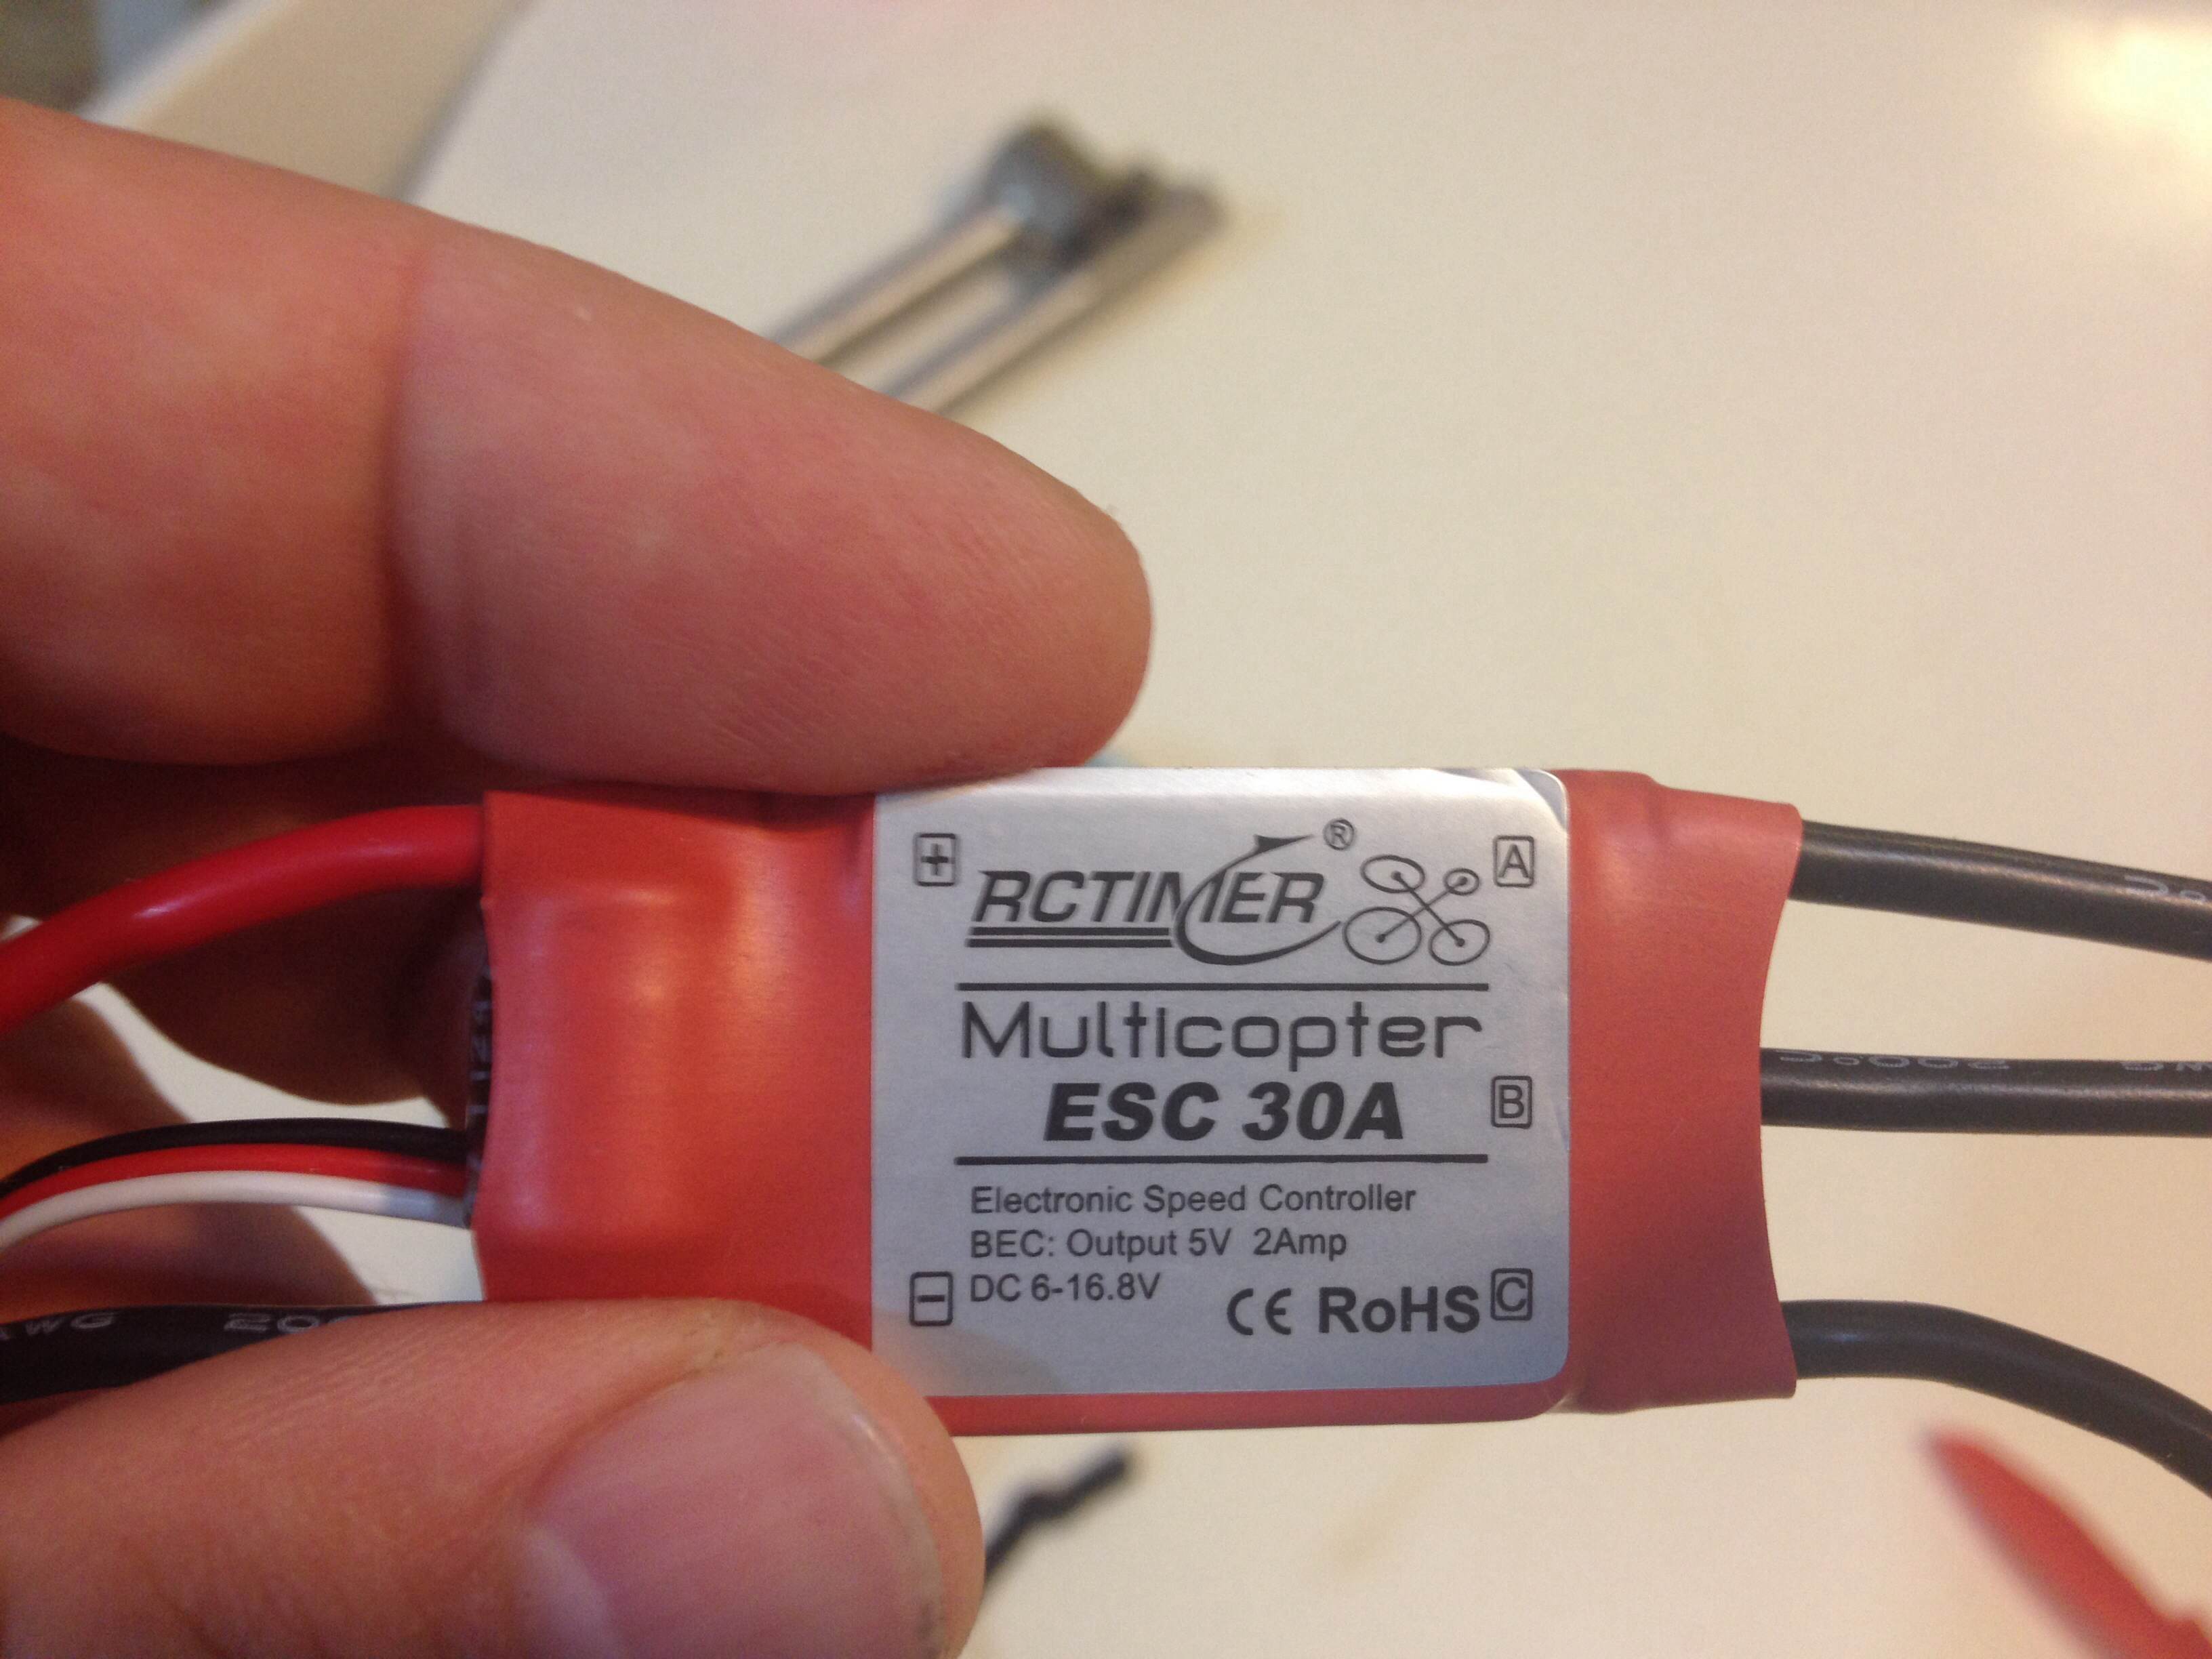 + RCTIMER ® A
Multicopter
ESC 30A B
Electronic Speed Controller
BEC: Output 5V 2Amp
- DC 6-16.8V CE RoHS C